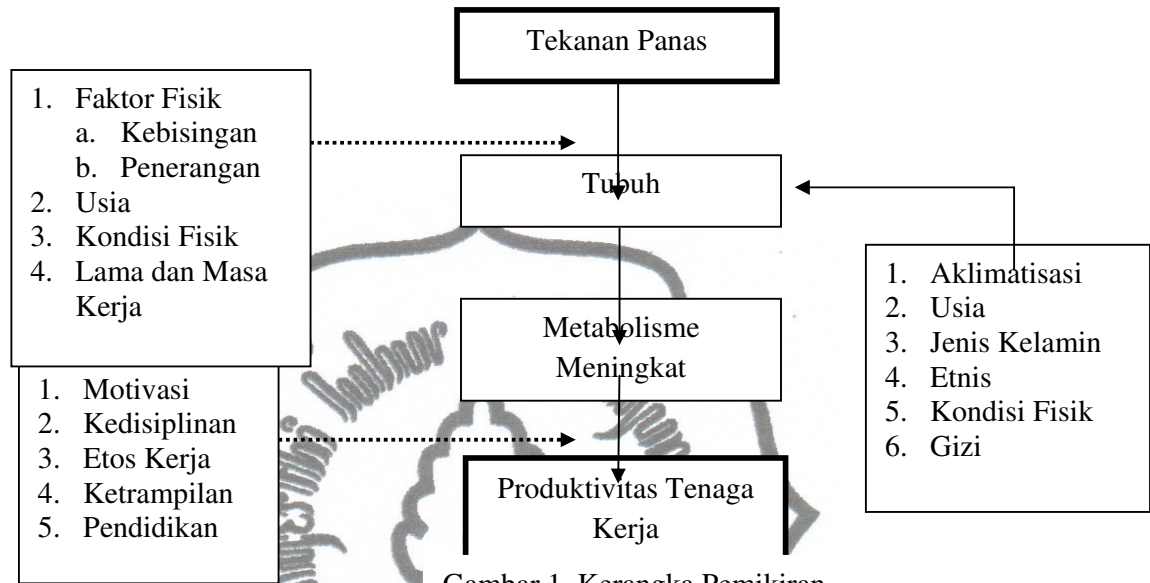 Tekanan Panas
1. Faktor Fisik
a. Kebisingan
b. Penerangan
2. Usia
3. Kondisi Fisik
4. Lama dan Masa
Kerja
Tubuh
1. Aklimatisasi
2. Usia
3. Jenis Kelamin
4. Etnis
5. Kondisi Fisik
6. Gizi
Metabolisme
Meningkat
1. Motivasi
2. Kedisiplinan
3. Etos Kerja
4. Ketrampilan
5. Pendidikan
Produktivitas Tenaga
Kerja
Gambar 1. Kerangka Pemikiran